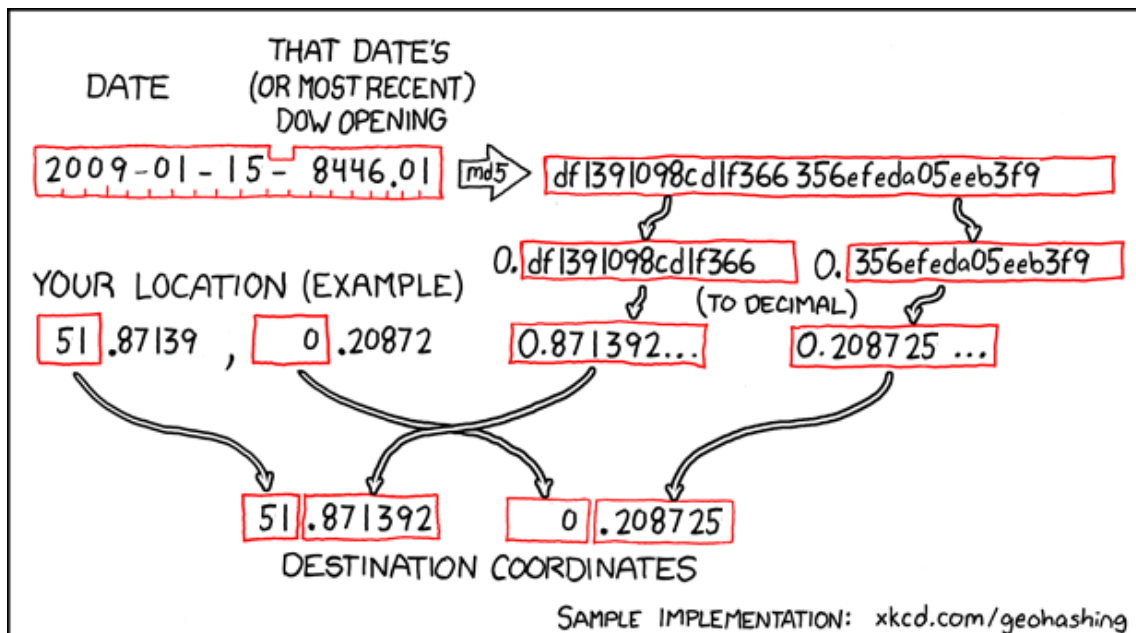 DATE
THAT DATE'S
(OR MOST RECENT)
DOW OPENING
2009-01-15-8446.01
md5
df1391098cd1f366 356efeda05eeb3f9
0.df1391098cd1f366
0.356efeda05eeb3f9
(TO DECIMAL)
YOUR LOCATION (EXAMPLE)
51.87139, 0.20872
0.871392...
0.208725 ...
51.871392
0.208725
DESTINATION COORDINATES
SAMPLE IMPLEMENTATION: xkcd.com/geohashing